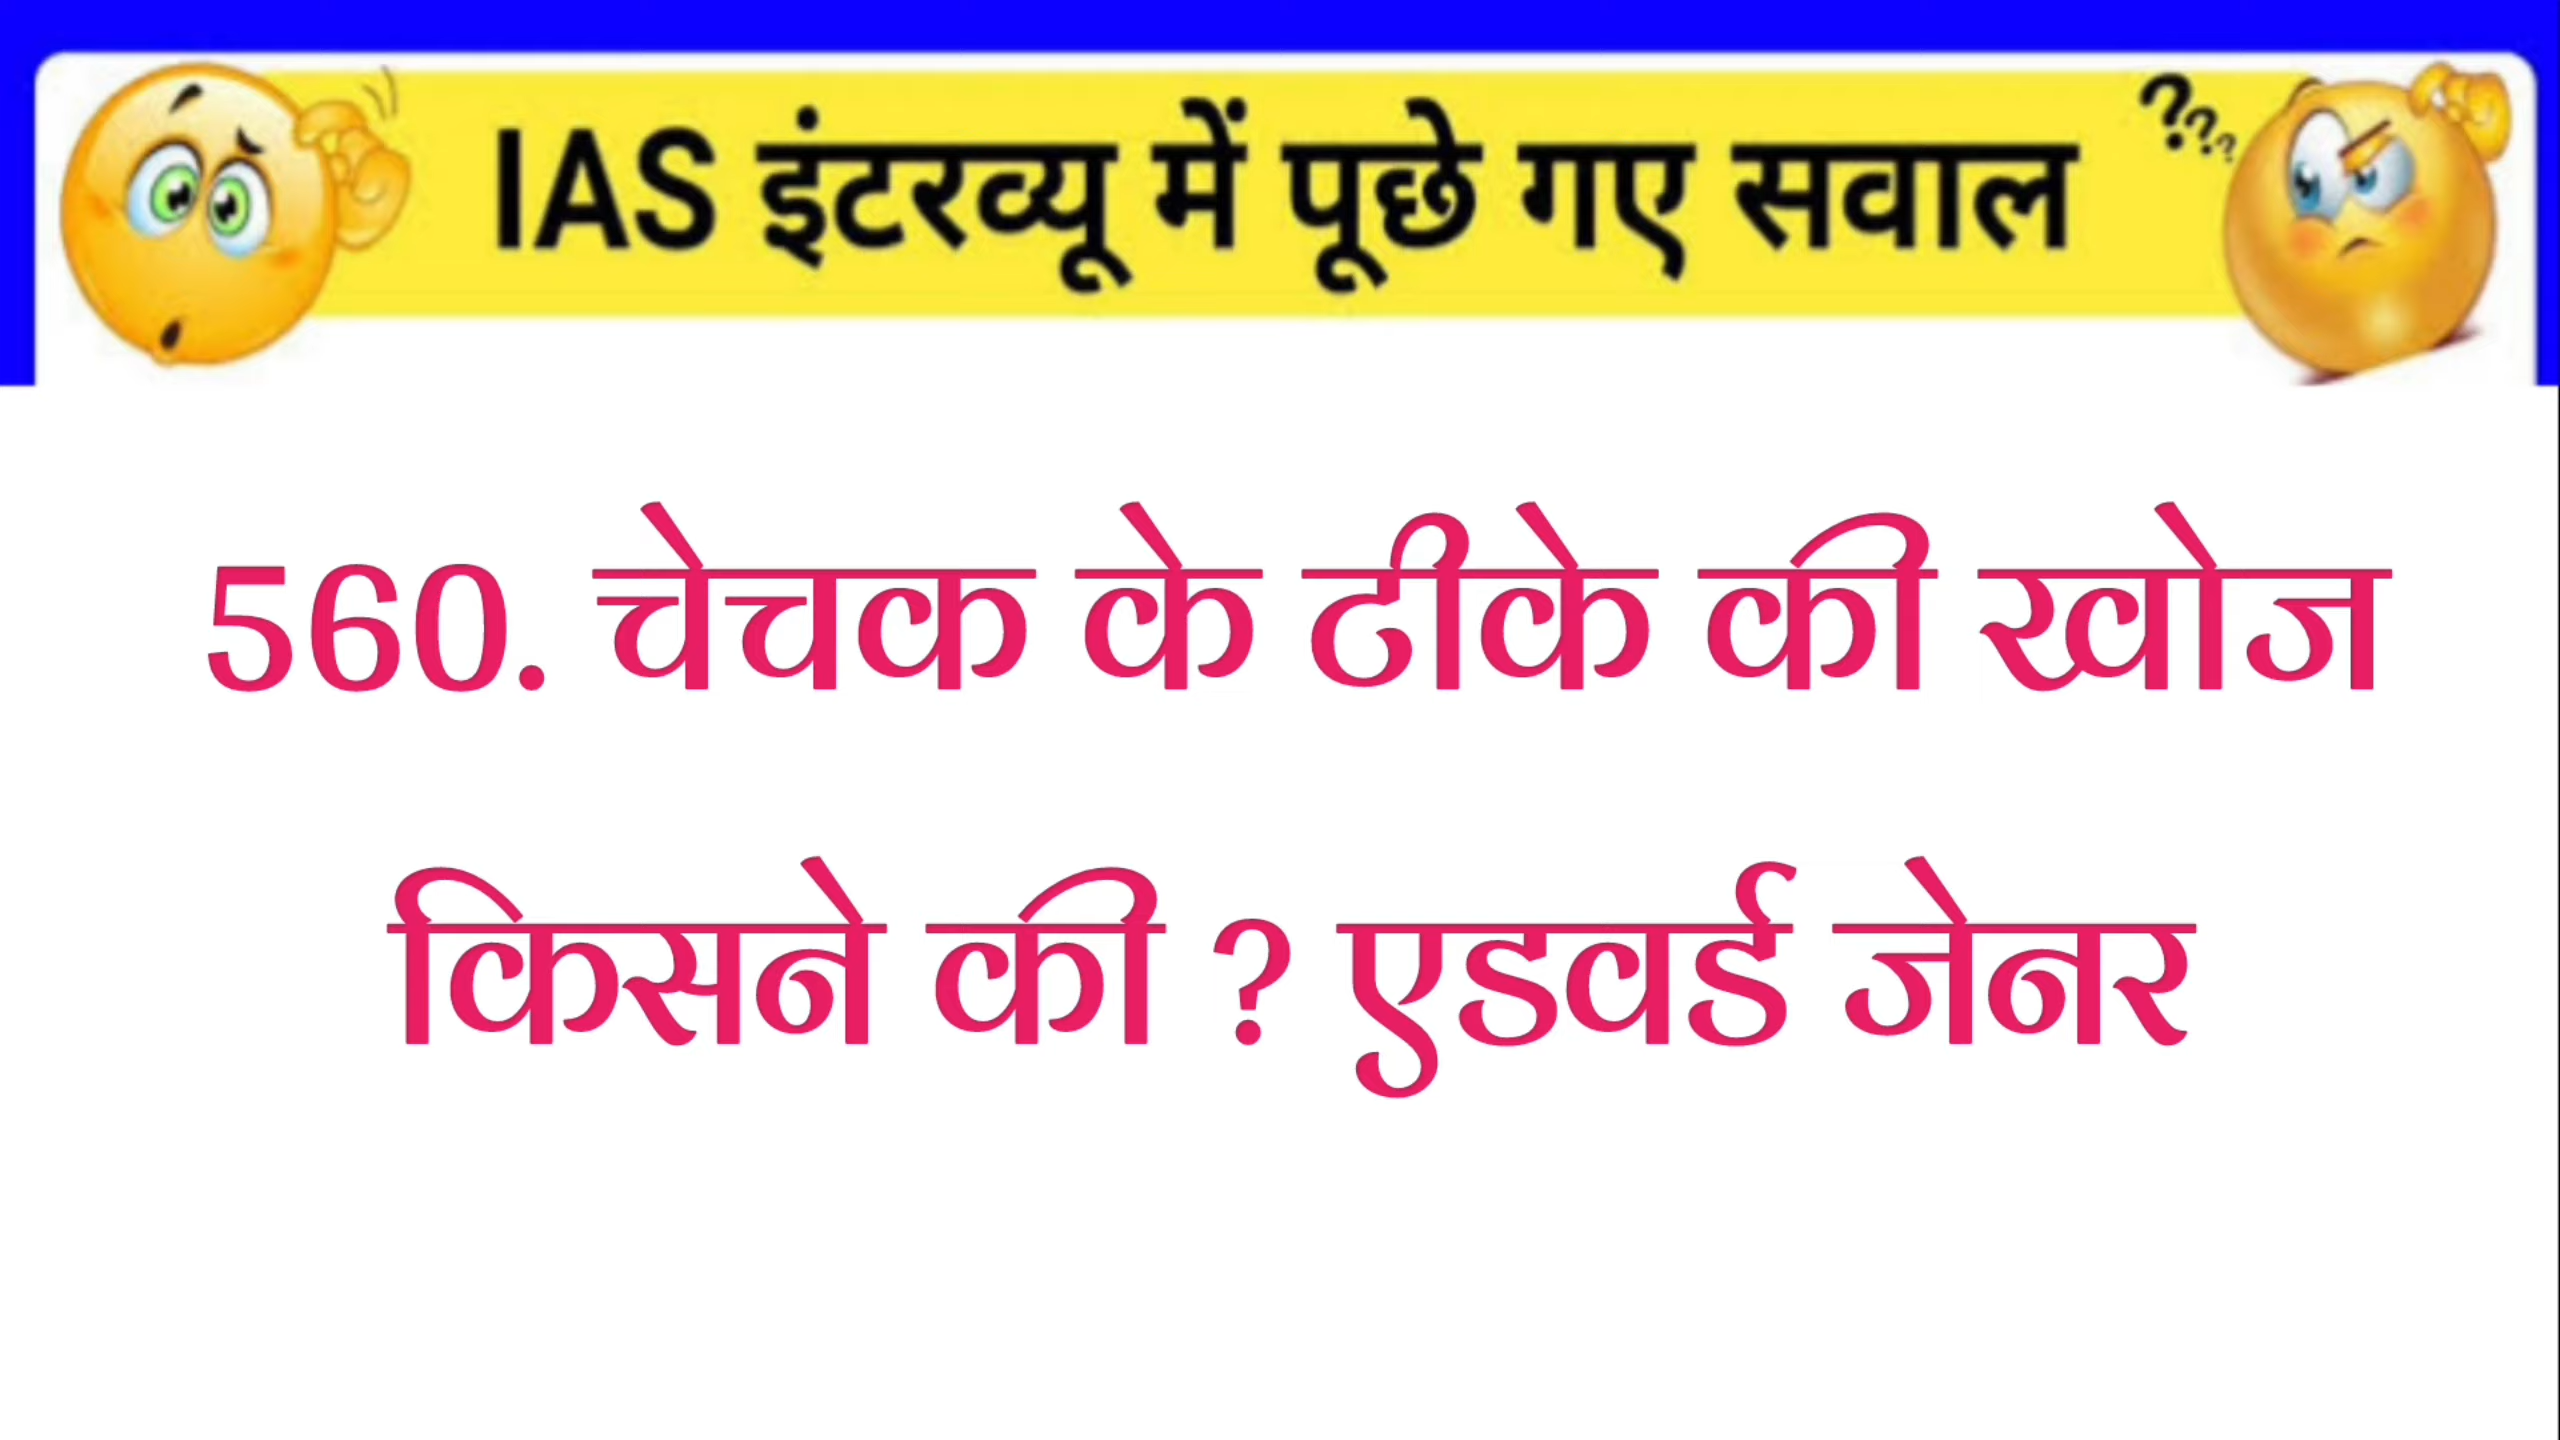 IAS इंटरव्यू में पूछे गए सवाल
???
560. चेचक के टीके की खोज
किसने की ? एडवर्ड जेनर